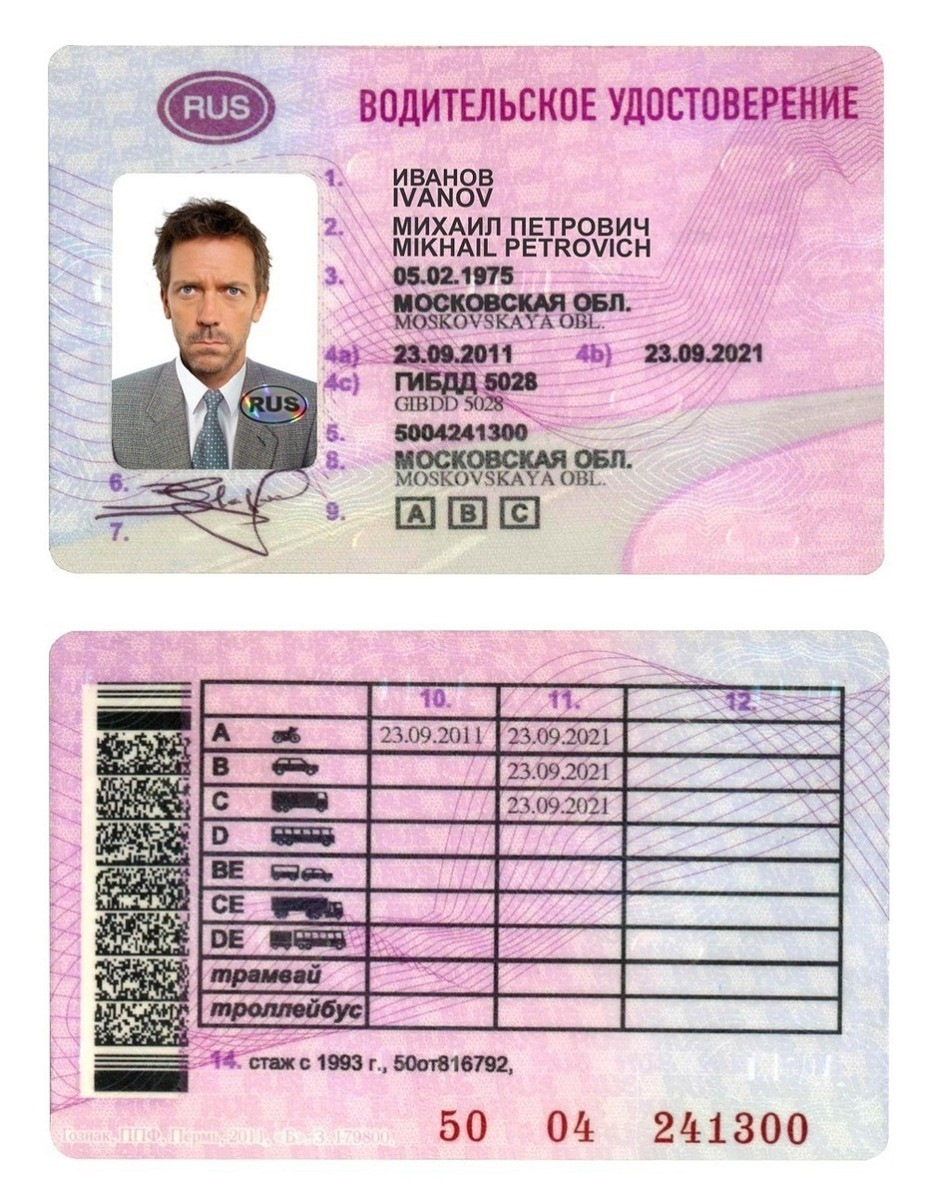 RUS
ВОДИТЕЛЬСКОЕ УДОСТОВЕРЕНИЕ
1. ИВАНОВ
IVANOV
2. МИХАИЛ ПЕТРОВИЧ
MIKHAIL PETROVICH
3. 05.02.1975
МОСКОВСКАЯ ОБЛ.
MOSKOVSKAYA OBL.
4a) 23.09.2011 4b) 23.09.2021
4c) ГИБДД 5028
GIBDD 5028
RUS
5. 5004241300
8. МОСКОВСКАЯ ОБЛ.
MOSKOVSKAYA OBL.
6.
7.
9. A B C
10. 11. 12.
A 23.09.2011 23.09.2021
B 23.09.2021
C 23.09.2021
D
BE
CE
DE
трамвай
троллейбус
14. стаж с 1993 г., 50от816792,
Гознак, ППФ, Пермь, 2011, «Б». З. 179800.
50 04 241300